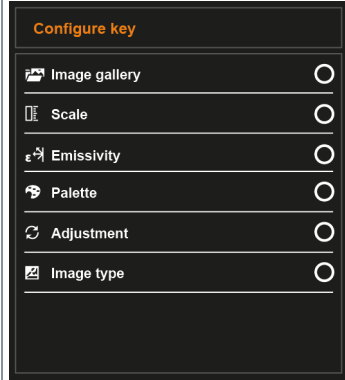 Configure key
Image gallery
Scale
ε Emissivity
Palette
Adjustment
Image type